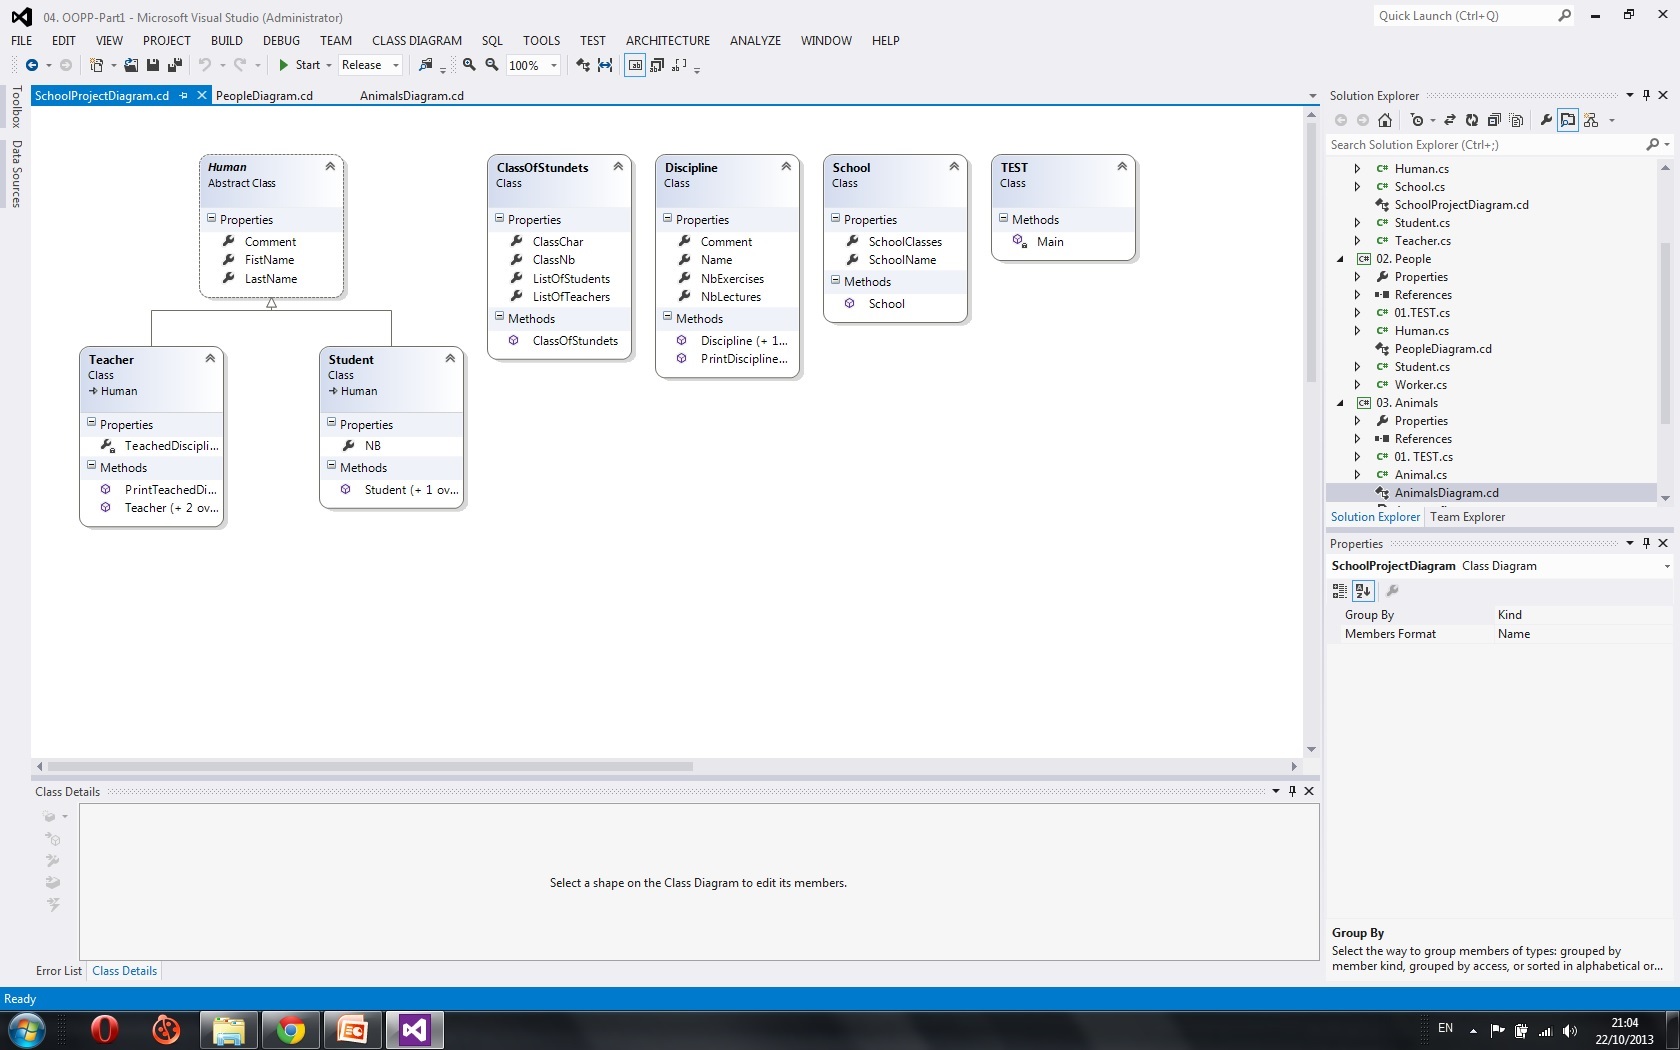 04. OOPP-Part1 - Microsoft Visual Studio (Administrator)
Quick Launch (Ctrl+Q)
FILE EDIT VIEW PROJECT BUILD DEBUG TEAM CLASS DIAGRAM SQL TOOLS TEST ARCHITECTURE ANALYZE WINDOW HELP
Start Release 100%
Toolbox
Data Sources
SchoolProjectDiagram.cd PeopleDiagram.cd AnimalsDiagram.cd
Human
Abstract Class
Properties
Comment
FistName
LastName
Teacher
Class
Human
Properties
TeachedDiscipli...
Methods
PrintTeachedDi...
Teacher (+ 2 ov...
Student
Class
Human
Properties
NB
Methods
Student (+ 1 ov...
ClassOfStundets
Class
Properties
ClassChar
ClassNb
ListOfStudents
ListOfTeachers
Methods
ClassOfStundets
Discipline
Class
Properties
Comment
Name
NbExercises
NbLectures
Methods
Discipline (+ 1...
PrintDiscipline...
School
Class
Properties
SchoolClasses
SchoolName
Methods
School
TEST
Class
Methods
Main
Solution Explorer
Search Solution Explorer (Ctrl+;)
C# Human.cs
C# School.cs
SchoolProjectDiagram.cd
C# Student.cs
C# Teacher.cs
C# 02. People
Properties
References
C# 01.TEST.cs
C# Human.cs
PeopleDiagram.cd
C# Student.cs
C# Worker.cs
C# 03. Animals
Properties
References
C# 01. TEST.cs
C# Animal.cs
AnimalsDiagram.cd
Solution Explorer Team Explorer
Properties
SchoolProjectDiagram Class Diagram
Group By Kind
Members Format Name
Group By
Select the way to group members of types: grouped by
member kind, grouped by access, or sorted in alphabetical or...
Class Details
Select a shape on the Class Diagram to edit its members.
Error List Class Details
Ready
EN
21:04
22/10/2013